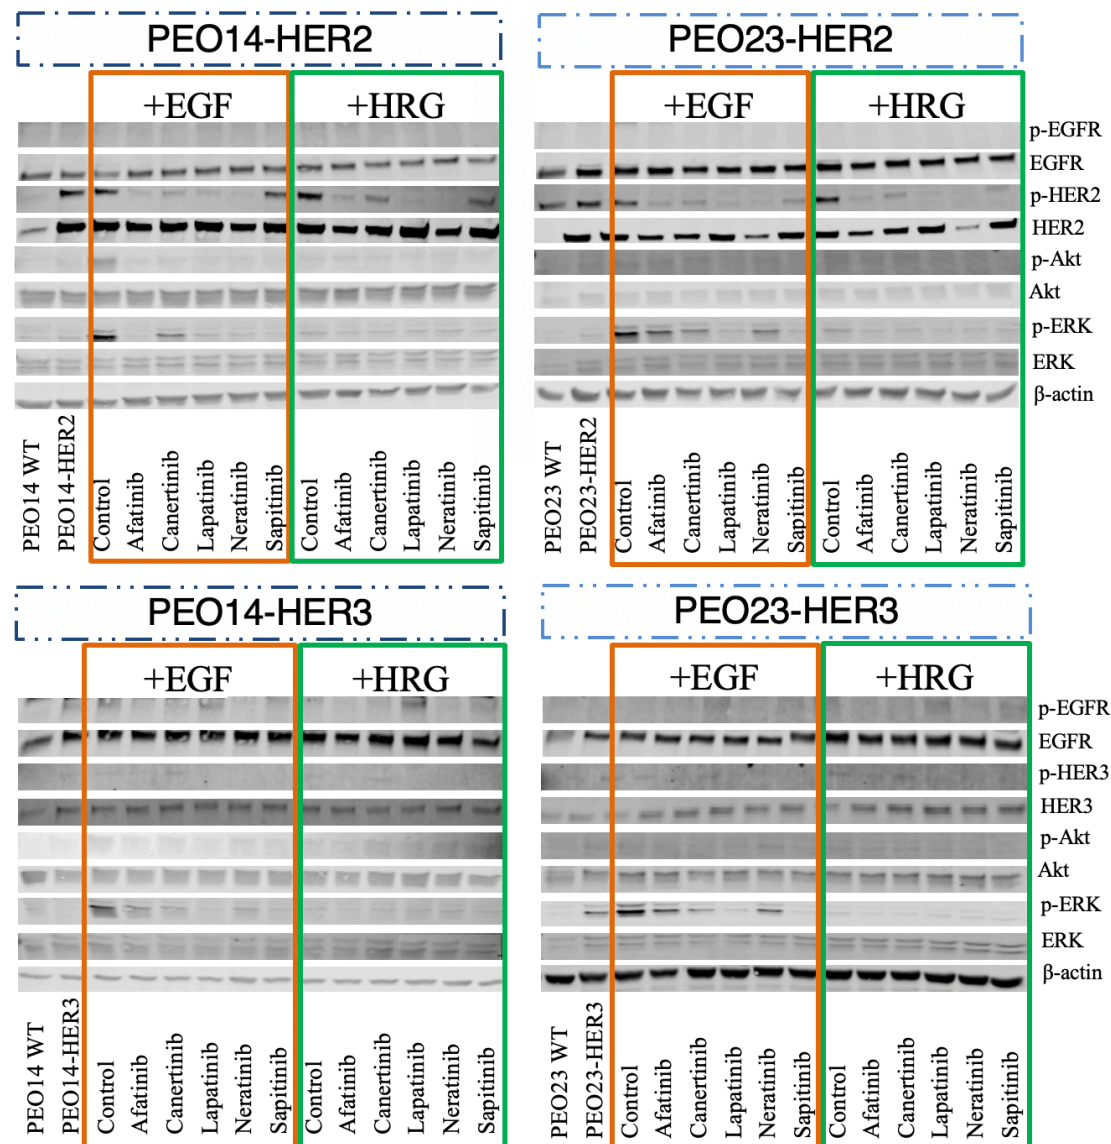 PEO14-HER2
+EGF
+HRG
PEO14 WT
PEO14-HER2
Control
Afatinib
Canertinib
Lapatinib
Neratinib
Sapitinib
Control
Afatinib
Canertinib
Lapatinib
Neratinib
Sapitinib
PEO23-HER2
+EGF
+HRG
p-EGFR
EGFR
p-HER2
HER2
p-Akt
Akt
p-ERK
ERK
β-actin
PEO23 WT
PEO23-HER2
Control
Afatinib
Canertinib
Lapatinib
Neratinib
Sapitinib
Control
Afatinib
Canertinib
Lapatinib
Neratinib
Sapitinib
PEO14-HER3
+EGF
+HRG
PEO14 WT
PEO14-HER3
Control
Afatinib
Canertinib
Lapatinib
Neratinib
Sapitinib
Control
Afatinib
Canertinib
Lapatinib
Neratinib
Sapitinib
PEO23-HER3
+EGF
+HRG
p-EGFR
EGFR
p-HER3
HER3
p-Akt
Akt
p-ERK
ERK
β-actin
PEO23 WT
PEO23-HER3
Control
Afatinib
Canertinib
Lapatinib
Neratinib
Sapitinib
Control
Afatinib
Canertinib
Lapatinib
Neratinib
Sapitinib